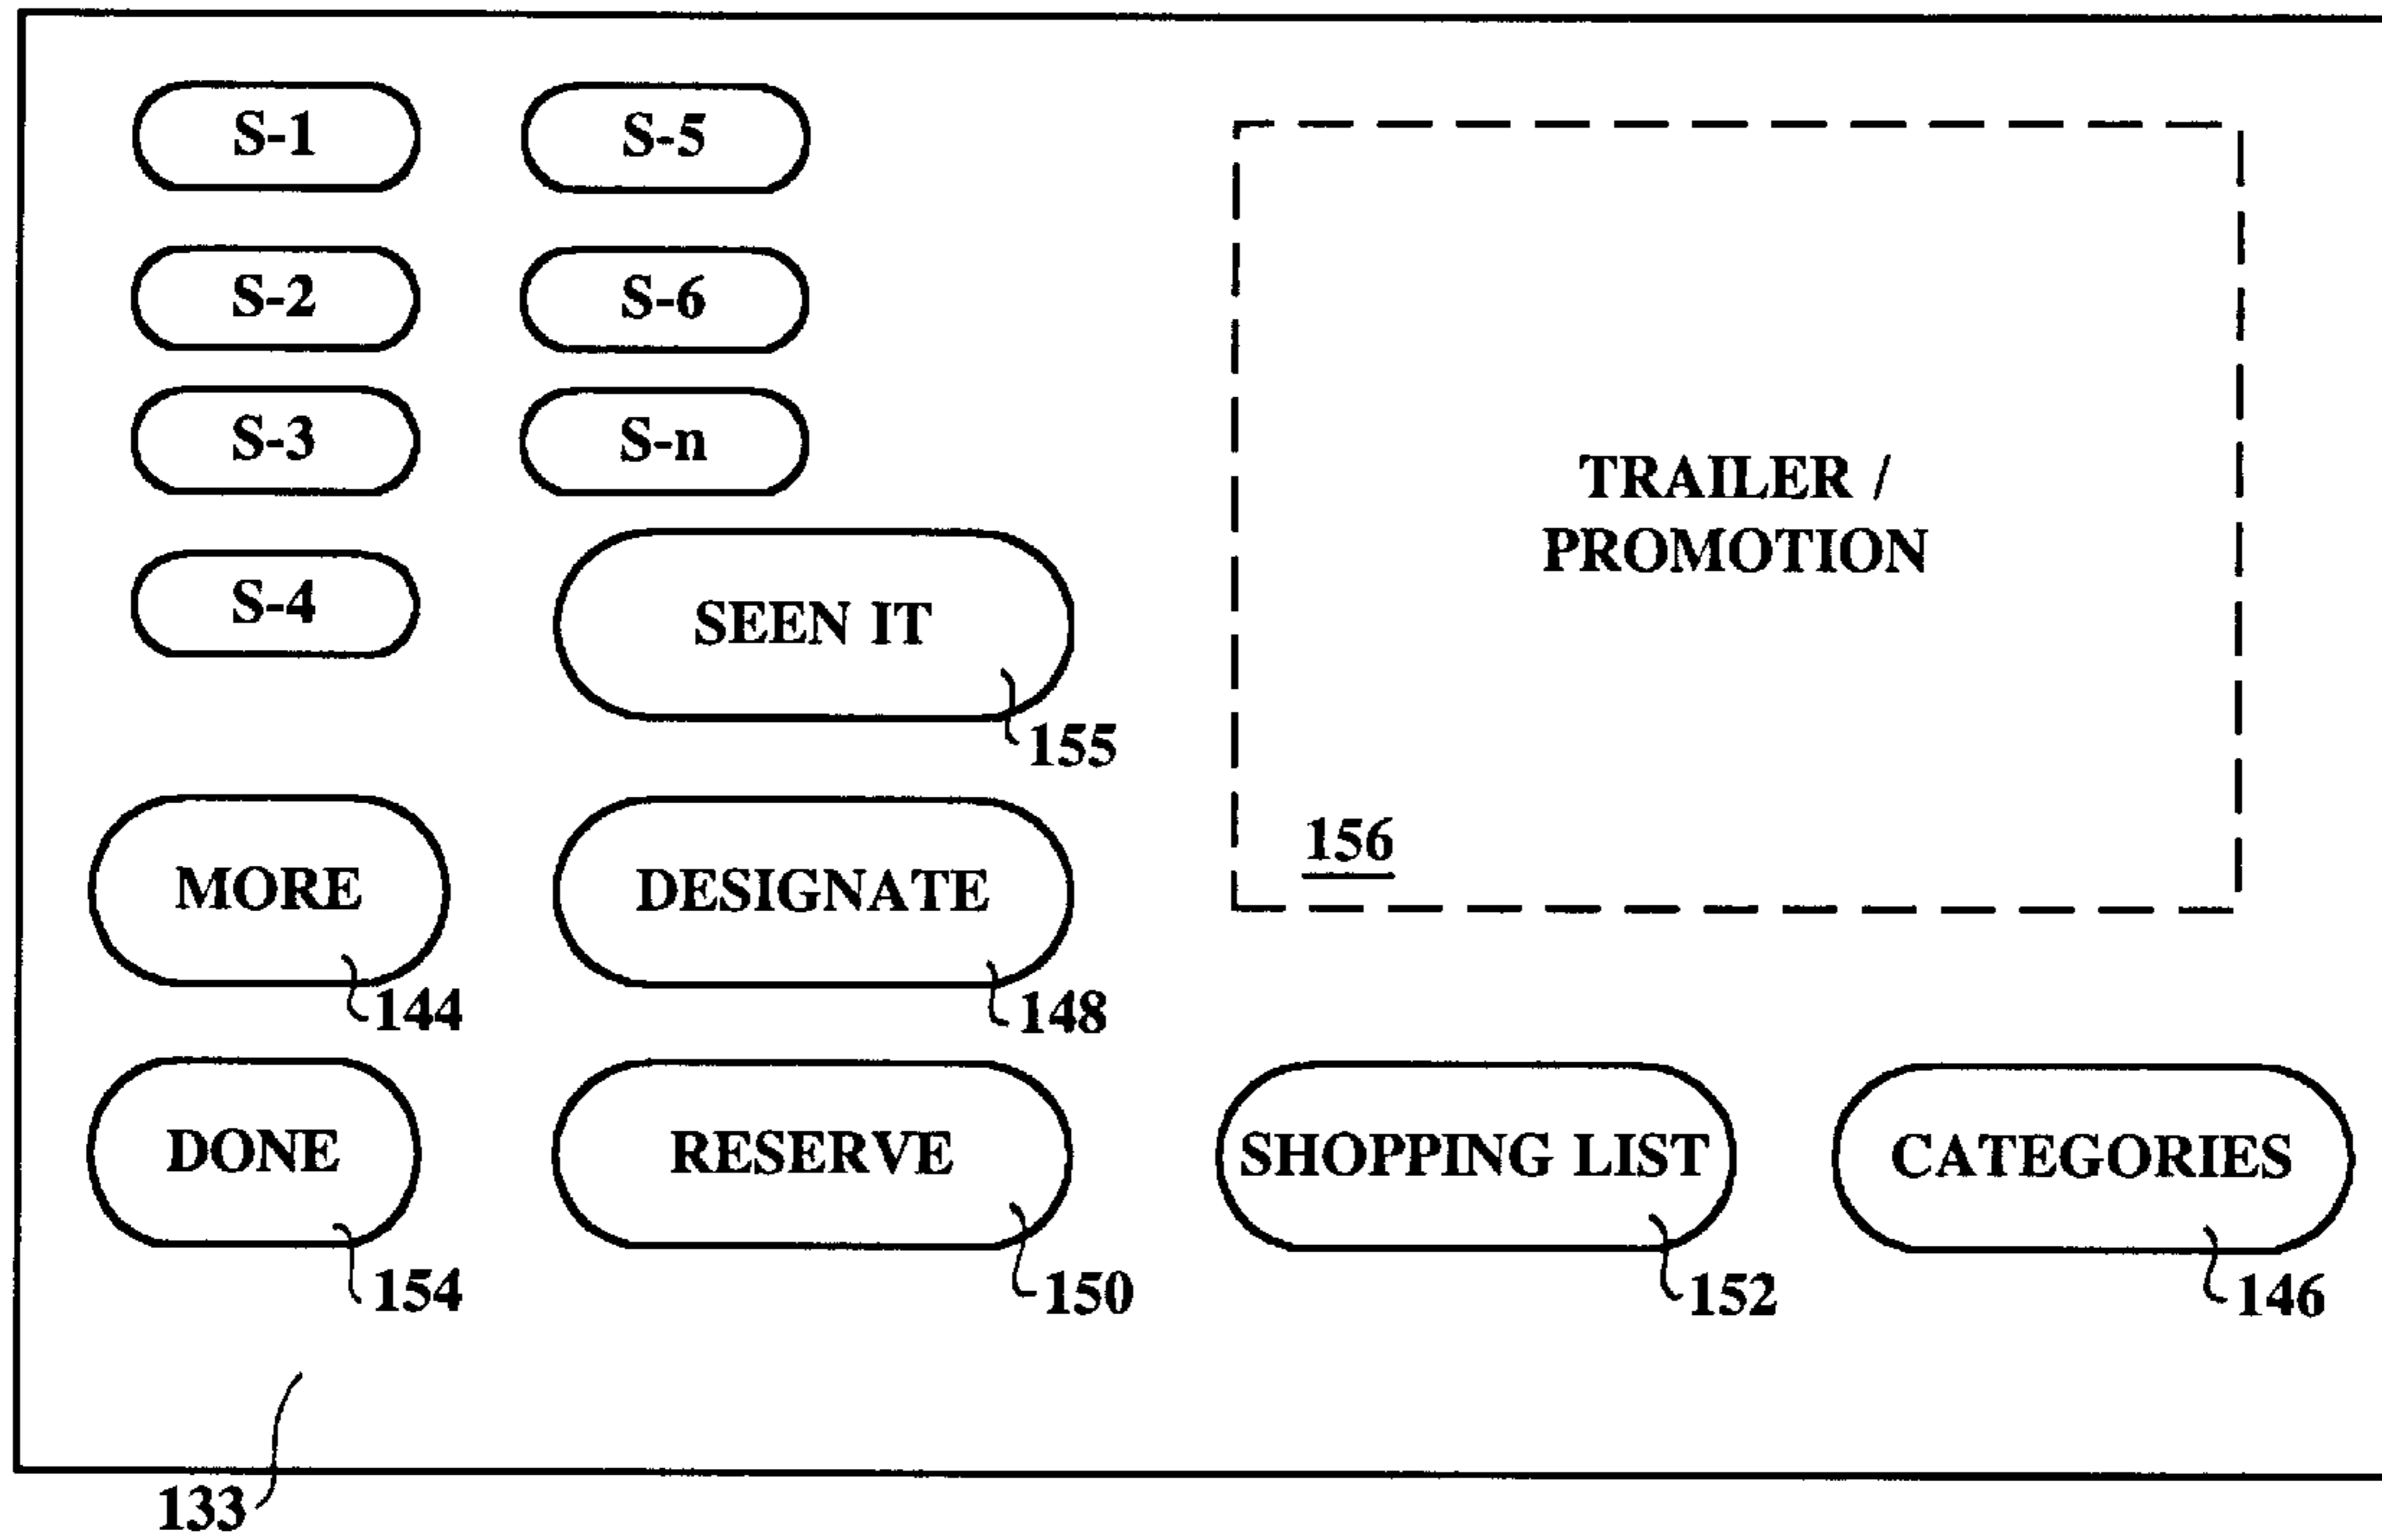 S-1
S-5
S-2
S-6
S-3
S-n
S-4
SEEN IT
155
TRAILER /
PROMOTION
156
MORE
144
DESIGNATE
148
DONE
154
RESERVE
150
SHOPPING LIST
152
CATEGORIES
146
133